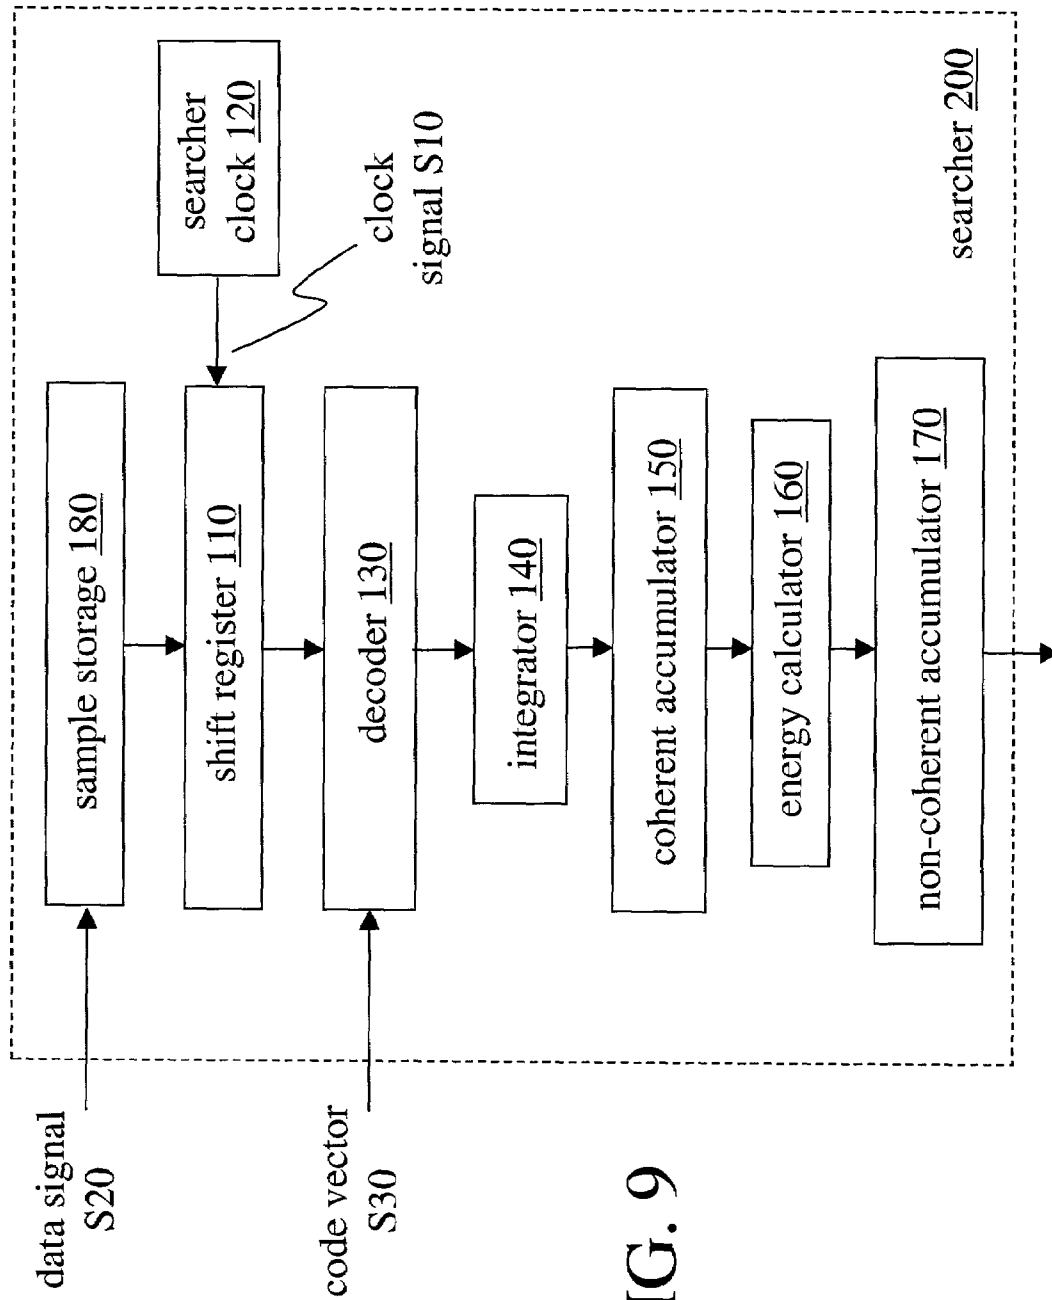 data signal
S20
code vector
S30
sample storage 180
shift register 110
decoder 130
integrator 140
coherent accumulator 150
energy calculator 160
non-coherent accumulator 170
searcher
clock 120
clock
signal S10
searcher 200
IG. 9